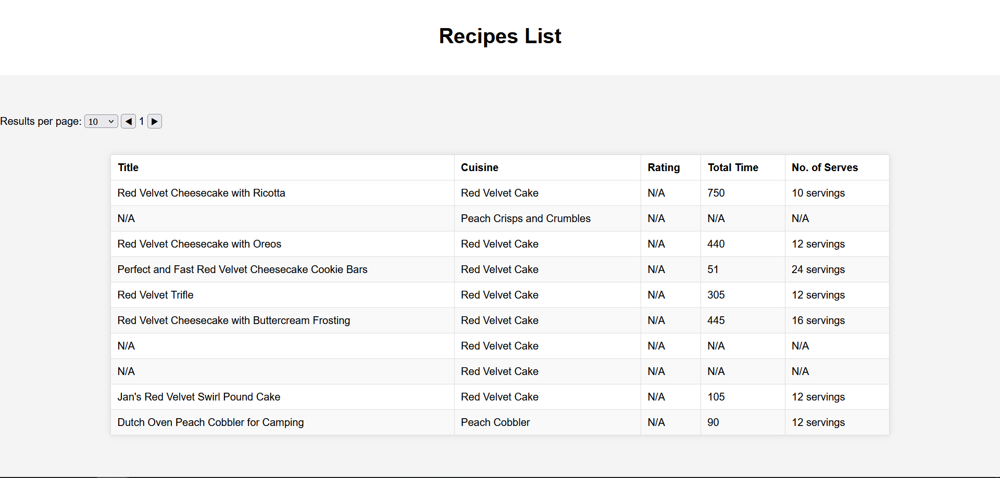 Recipes List
Results per page: 10 ◀ 1 ▶
Title Cuisine Rating Total Time No. of Serves
Red Velvet Cheesecake with Ricotta Red Velvet Cake N/A 750 10 servings
N/A Peach Crisps and Crumbles N/A N/A N/A
Red Velvet Cheesecake with Oreos Red Velvet Cake N/A 440 12 servings
Perfect and Fast Red Velvet Cheesecake Cookie Bars Red Velvet Cake N/A 51 24 servings
Red Velvet Trifle Red Velvet Cake N/A 305 12 servings
Red Velvet Cheesecake with Buttercream Frosting Red Velvet Cake N/A 445 16 servings
N/A Red Velvet Cake N/A N/A N/A
N/A Red Velvet Cake N/A N/A N/A
Jan's Red Velvet Swirl Pound Cake Red Velvet Cake N/A 105 12 servings
Dutch Oven Peach Cobbler for Camping Peach Cobbler N/A 90 12 servings